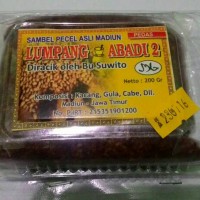 SAMBEL PECEL ASLI MADIUN
PEDAS
LUMPANG ABADI 2
Diracik oleh Bu Suwito
Netto : 200 Gr
حلال
Komposisi : Kacang, Gula, Cabe, Dll.
Madiun - Jawa Timur